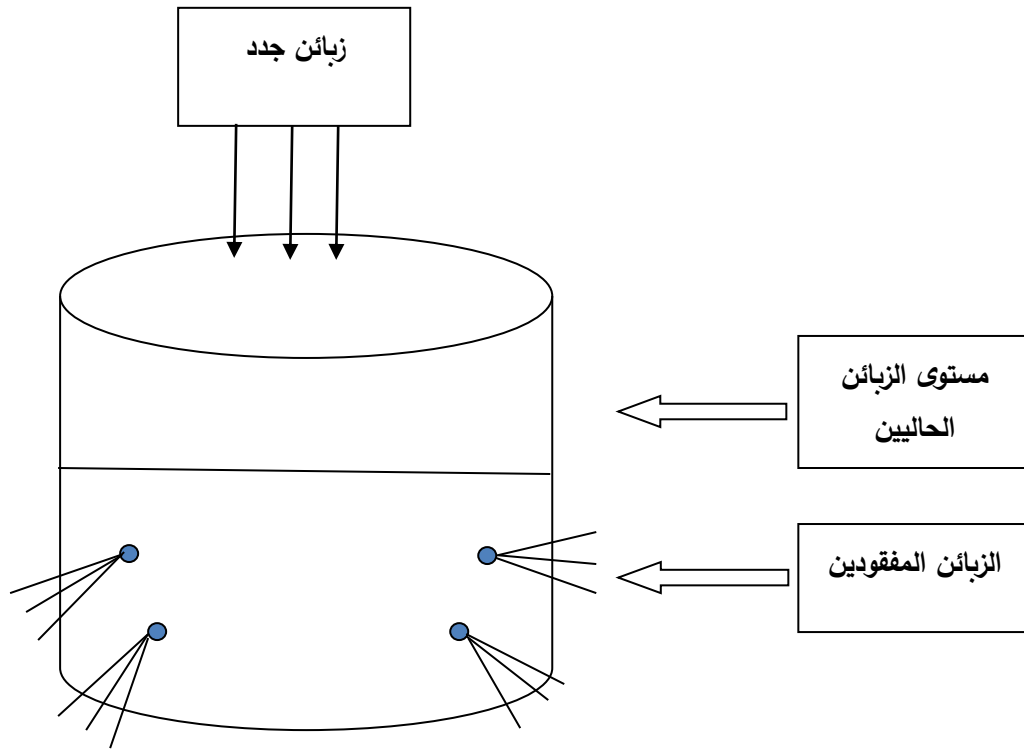 زبائن جدد
مستوى الزبائن
الحاليين
الزبائن المفقودين